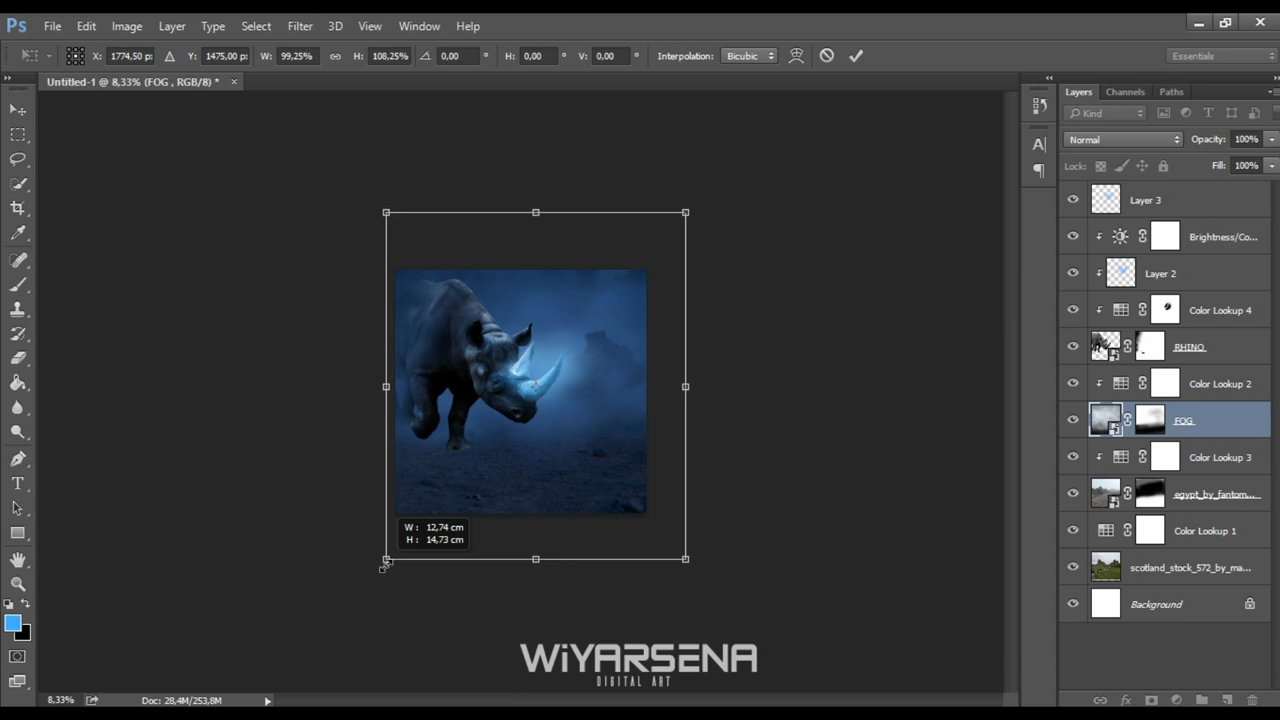 Ps File Edit Image Layer Type Select Filter 3D View Window Help
X: 1774,50 px Y: 1475,00 px W: 99,25% H: 108,25% 0,00 ° H: 0,00 ° V: 0,00 ° Interpolation: Bicubic Essentials
Untitled-1 @ 8,33% (FOG , RGB/8) * ×
Layers Channels Paths
Kind
Normal Opacity: 100%
Lock: Fill: 100%
Layer 3
Brightness/Co...
Layer 2
Color Lookup 4
RHINO
Color Lookup 2
FOG
Color Lookup 3
egypt_by_fantom...
Color Lookup 1
scotland_stock_572_by_ma...
Background
W : 12,74 cm
H : 14,73 cm
WiYARSENA
DIGITAL ART
8,33% Doc: 28,4M/253,8M